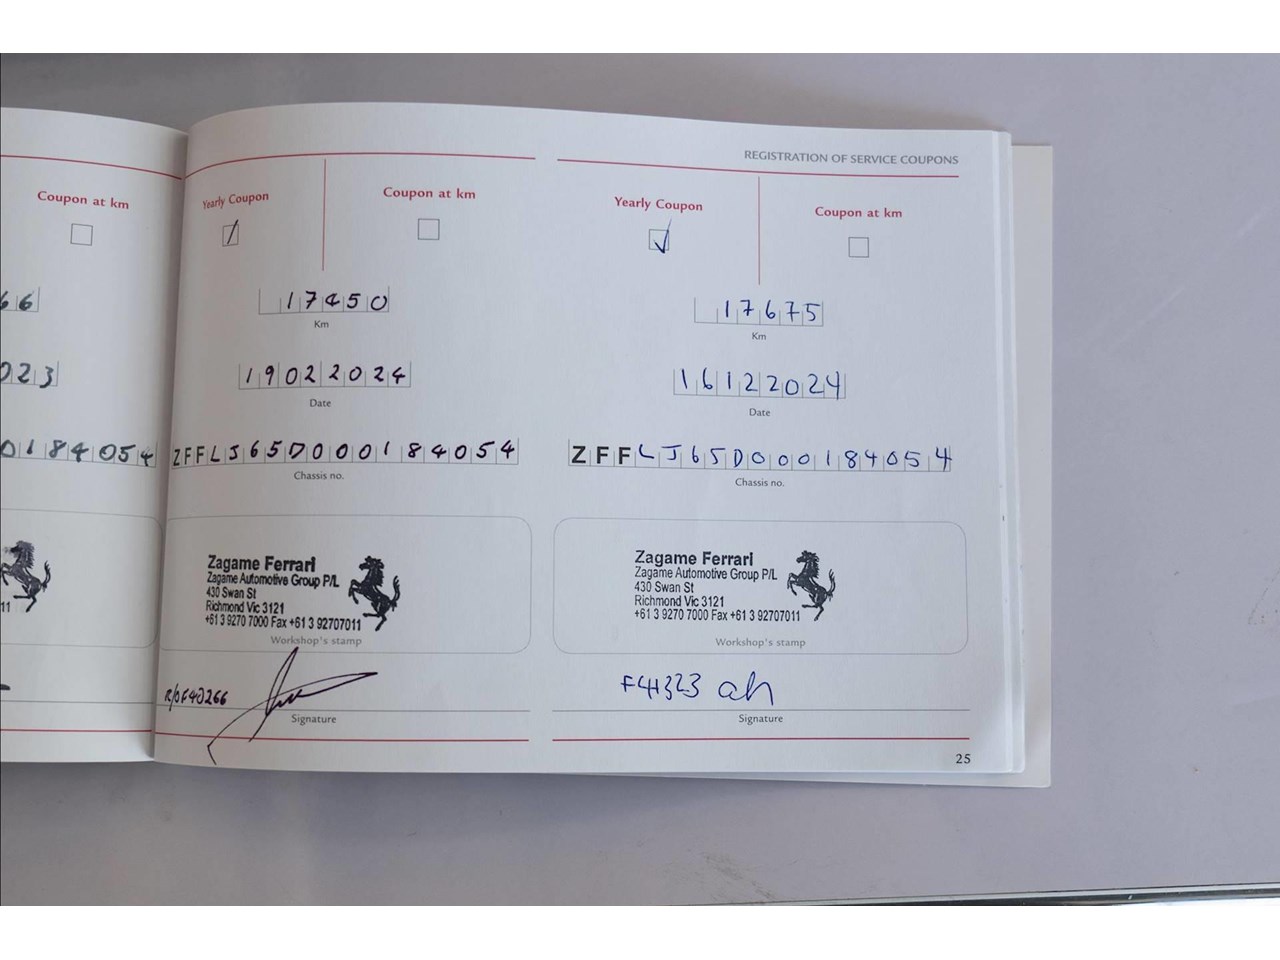 Coupon at km
66
023
0184054
11
Yearly Coupon
Coupon at km
17450
Km
19022024
Date
ZFFLJ65D000184054
Chassis no.
Zagame Ferrari
Zagame Automotive Group P/L
430 Swan St
Richmond Vic 3121
+61 3 9270 7000 Fax +61 3 92707011
Workshop's stamp
R/O F40266
Signature
REGISTRATION OF SERVICE COUPONS
Yearly Coupon
Coupon at km
17675
Km
16122024
Date
ZFFLJ65D000184054
Chassis no.
Zagame Ferrari
Zagame Automotive Group P/L
430 Swan St
Richmond Vic 3121
+61 3 9270 7000 Fax +61 3 92707011
Workshop's stamp
F41323
Signature
25